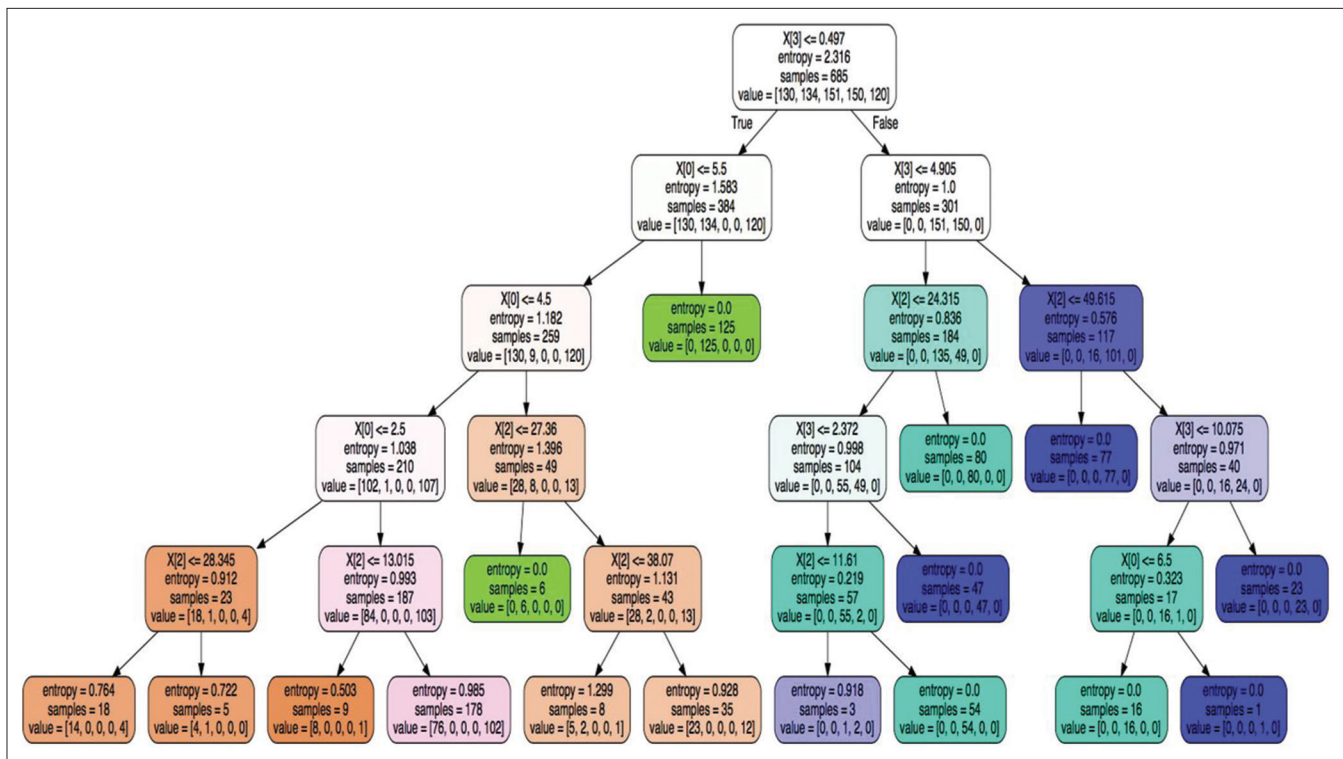 X[3] <= 0.497
entropy = 2.316
samples = 685
value = [130, 134, 151, 150, 120]
True
False
X[0] <= 5.5
entropy = 1.583
samples = 384
value = [130, 134, 0, 0, 120]
X[3] <= 4.905
entropy = 1.0
samples = 301
value = [0, 0, 151, 150, 0]
X[0] <= 4.5
entropy = 1.182
samples = 259
value = [130, 9, 0, 0, 120]
entropy = 0.0
samples = 125
value = [0, 125, 0, 0, 0]
X[2] <= 24.315
entropy = 0.836
samples = 184
value = [0, 0, 135, 49, 0]
X[2] <= 49.615
entropy = 0.576
samples = 117
value = [0, 0, 16, 101, 0]
X[0] <= 2.5
entropy = 1.038
samples = 210
value = [102, 1, 0, 0, 107]
X[2] <= 27.36
entropy = 1.396
samples = 49
value = [28, 8, 0, 0, 13]
X[3] <= 2.372
entropy = 0.998
samples = 104
value = [0, 0, 55, 49, 0]
entropy = 0.0
samples = 80
value = [0, 0, 80, 0, 0]
entropy = 0.0
samples = 77
value = [0, 0, 0, 77, 0]
X[3] <= 10.075
entropy = 0.971
samples = 40
value = [0, 0, 16, 24, 0]
X[2] <= 28.345
entropy = 0.912
samples = 23
value = [18, 1, 0, 0, 4]
X[2] <= 13.015
entropy = 0.993
samples = 187
value = [84, 0, 0, 0, 103]
entropy = 0.0
samples = 6
value = [0, 6, 0, 0, 0]
X[2] <= 38.07
entropy = 1.131
samples = 43
value = [28, 2, 0, 0, 13]
X[2] <= 11.61
entropy = 0.219
samples = 57
value = [0, 0, 55, 2, 0]
entropy = 0.0
samples = 47
value = [0, 0, 0, 47, 0]
X[0] <= 6.5
entropy = 0.323
samples = 17
value = [0, 0, 16, 1, 0]
entropy = 0.0
samples = 23
value = [0, 0, 0, 23, 0]
entropy = 0.764
samples = 18
value = [14, 0, 0, 0, 4]
entropy = 0.722
samples = 5
value = [4, 1, 0, 0, 0]
entropy = 0.503
samples = 9
value = [8, 0, 0, 0, 1]
entropy = 0.985
samples = 178
value = [76, 0, 0, 0, 102]
entropy = 1.299
samples = 8
value = [5, 2, 0, 0, 1]
entropy = 0.928
samples = 35
value = [23, 0, 0, 0, 12]
entropy = 0.918
samples = 3
value = [0, 0, 1, 2, 0]
entropy = 0.0
samples = 54
value = [0, 0, 54, 0, 0]
entropy = 0.0
samples = 16
value = [0, 0, 16, 0, 0]
entropy = 0.0
samples = 1
value = [0, 0, 0, 1, 0]